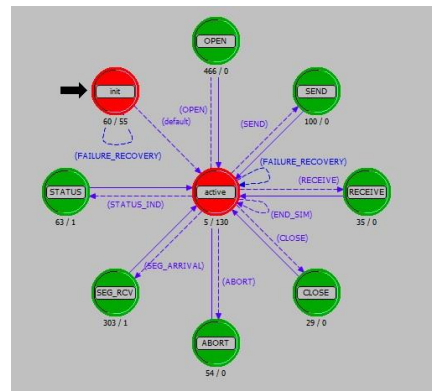 OPEN
466 / 0
init
60 / 55
(FAILURE_RECOVERY)
(OPEN)
(default)
SEND
100 / 0
(SEND)
(FAILURE_RECOVERY)
(RECEIVE)
STATUS
63 / 1
(STATUS_IND)
active
5 / 130
RECEIVE
35 / 0
(END_SIM)
(CLOSE)
(SEG_ARRIVAL)
SEG_RCV
303 / 1
(ABORT)
CLOSE
29 / 0
ABORT
54 / 0